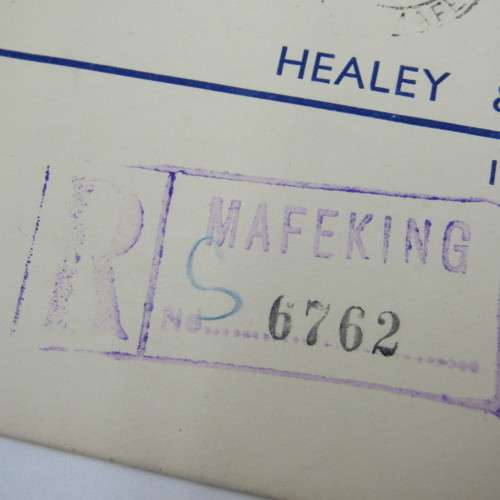 HEALEY &
R
MAFEKING
S
No. 6762